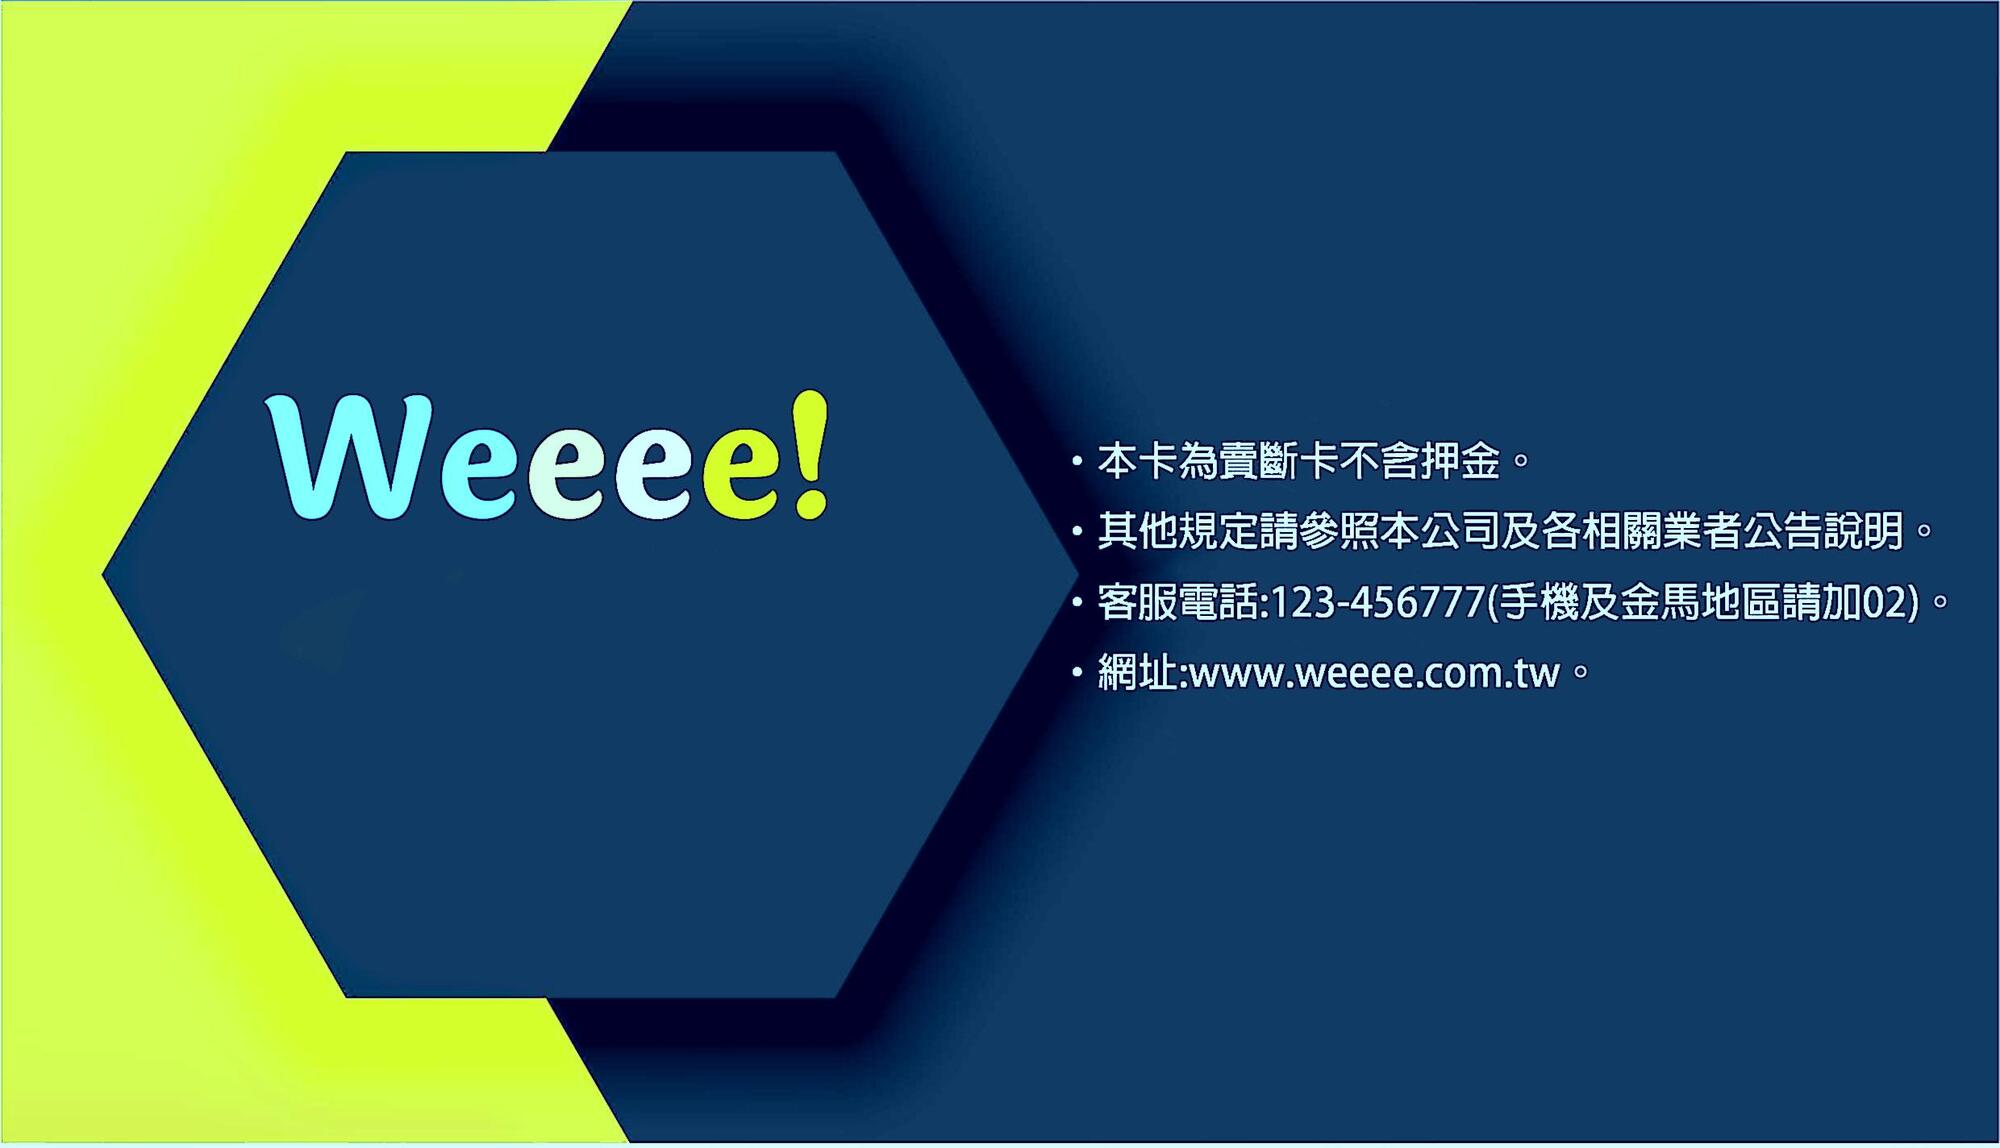 Weeee!
・本卡為賣斷卡不含押金。
・其他規定請參照本公司及各相關業者公告說明。
・客服電話:123-456777(手機及金馬地區請加02)。
・網址:www.weeee.com.tw。